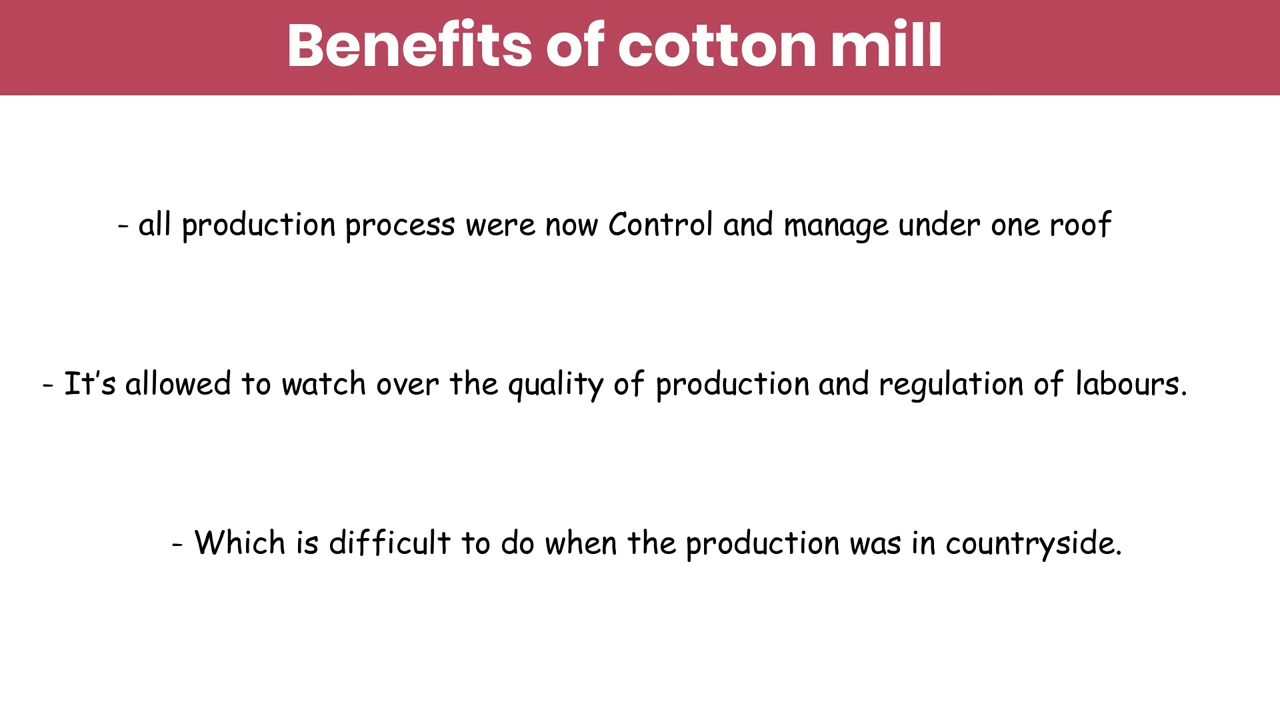 Benefits of cotton mill
- all production process were now Control and manage under one roof
- It's allowed to watch over the quality of production and regulation of labours.
- Which is difficult to do when the production was in countryside.